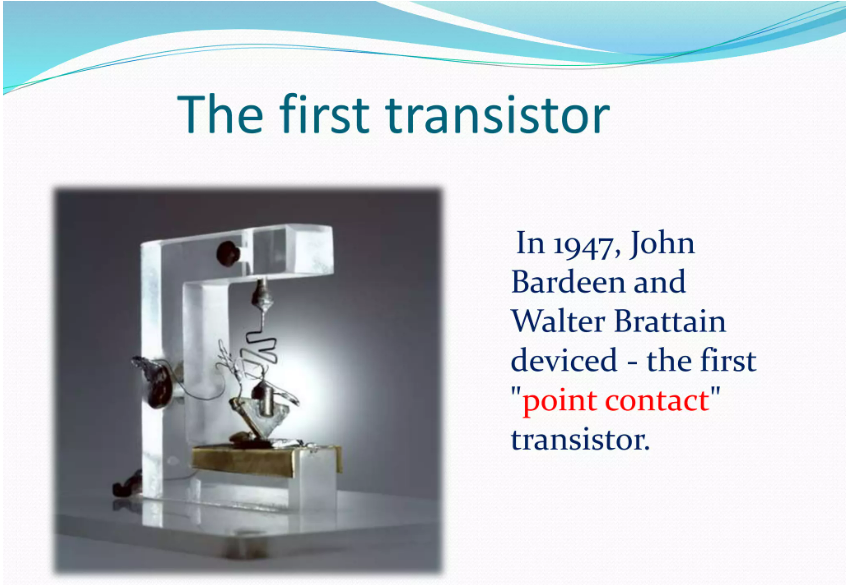 The first transistor
In 1947, John
Bardeen and
Walter Brattain
deviced - the first
"point contact"
transistor.